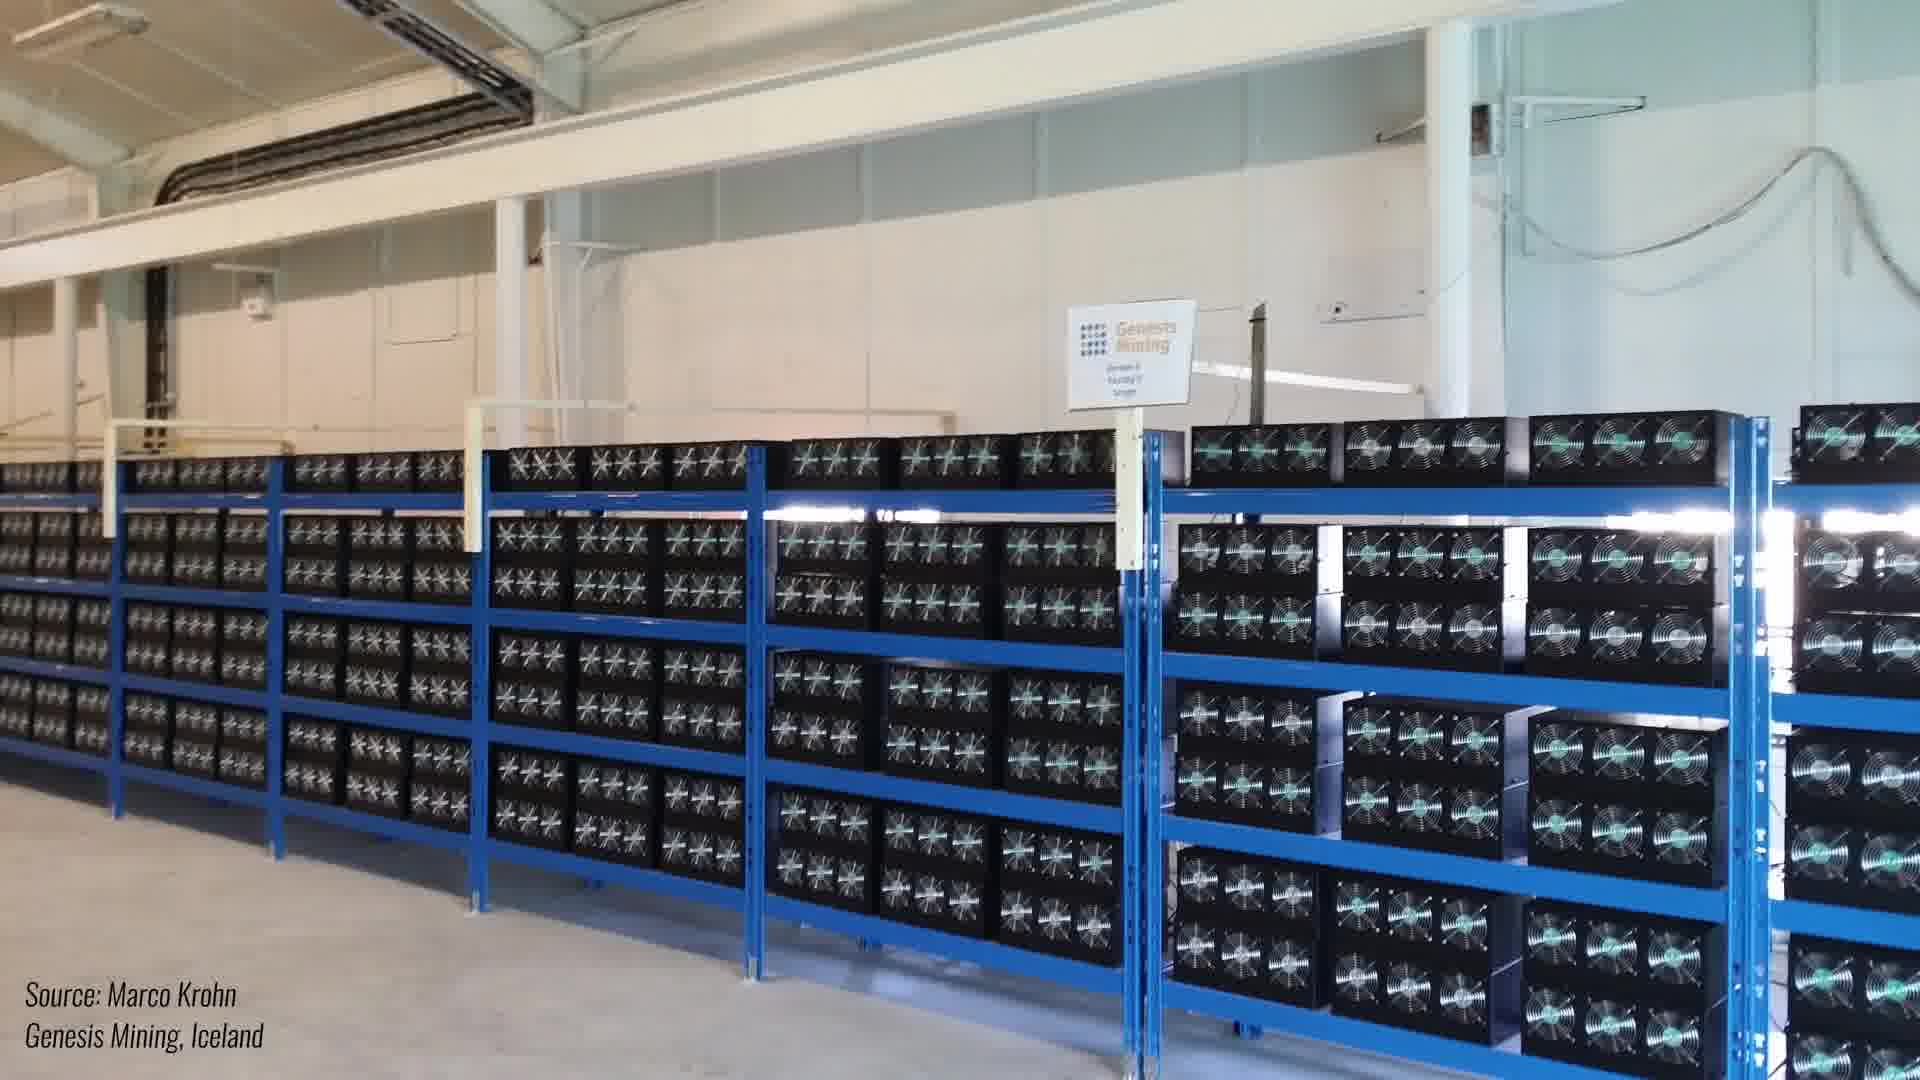 Genesis
Mining
Source: Marco Krohn
Genesis Mining, Iceland